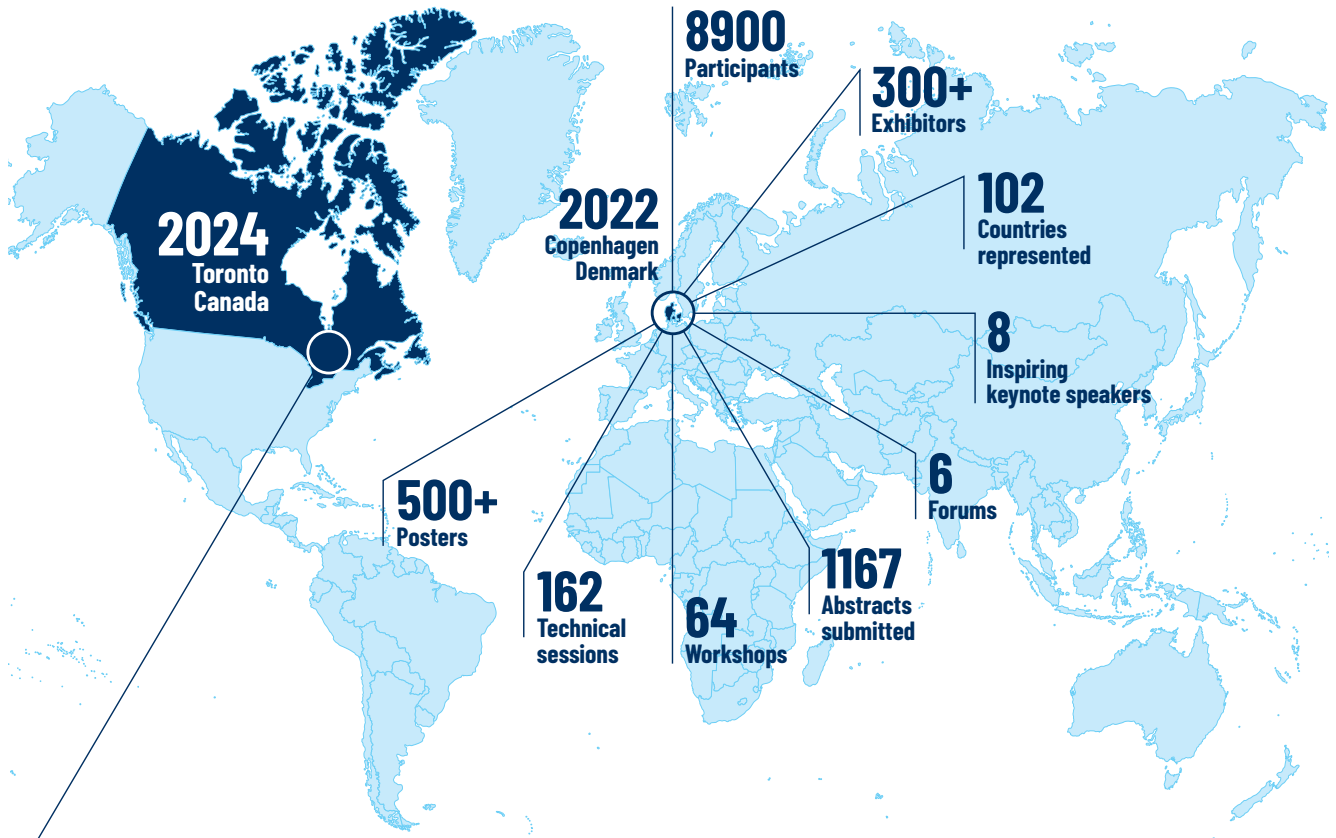 8900
Participants
300+
Exhibitors
102
Countries
represented
2022
Copenhagen
Denmark
2024
Toronto
Canada
8
Inspiring
keynote speakers
6
Forums
500+
Posters
1167
Abstracts
submitted
162
Technical
sessions
64
Workshops